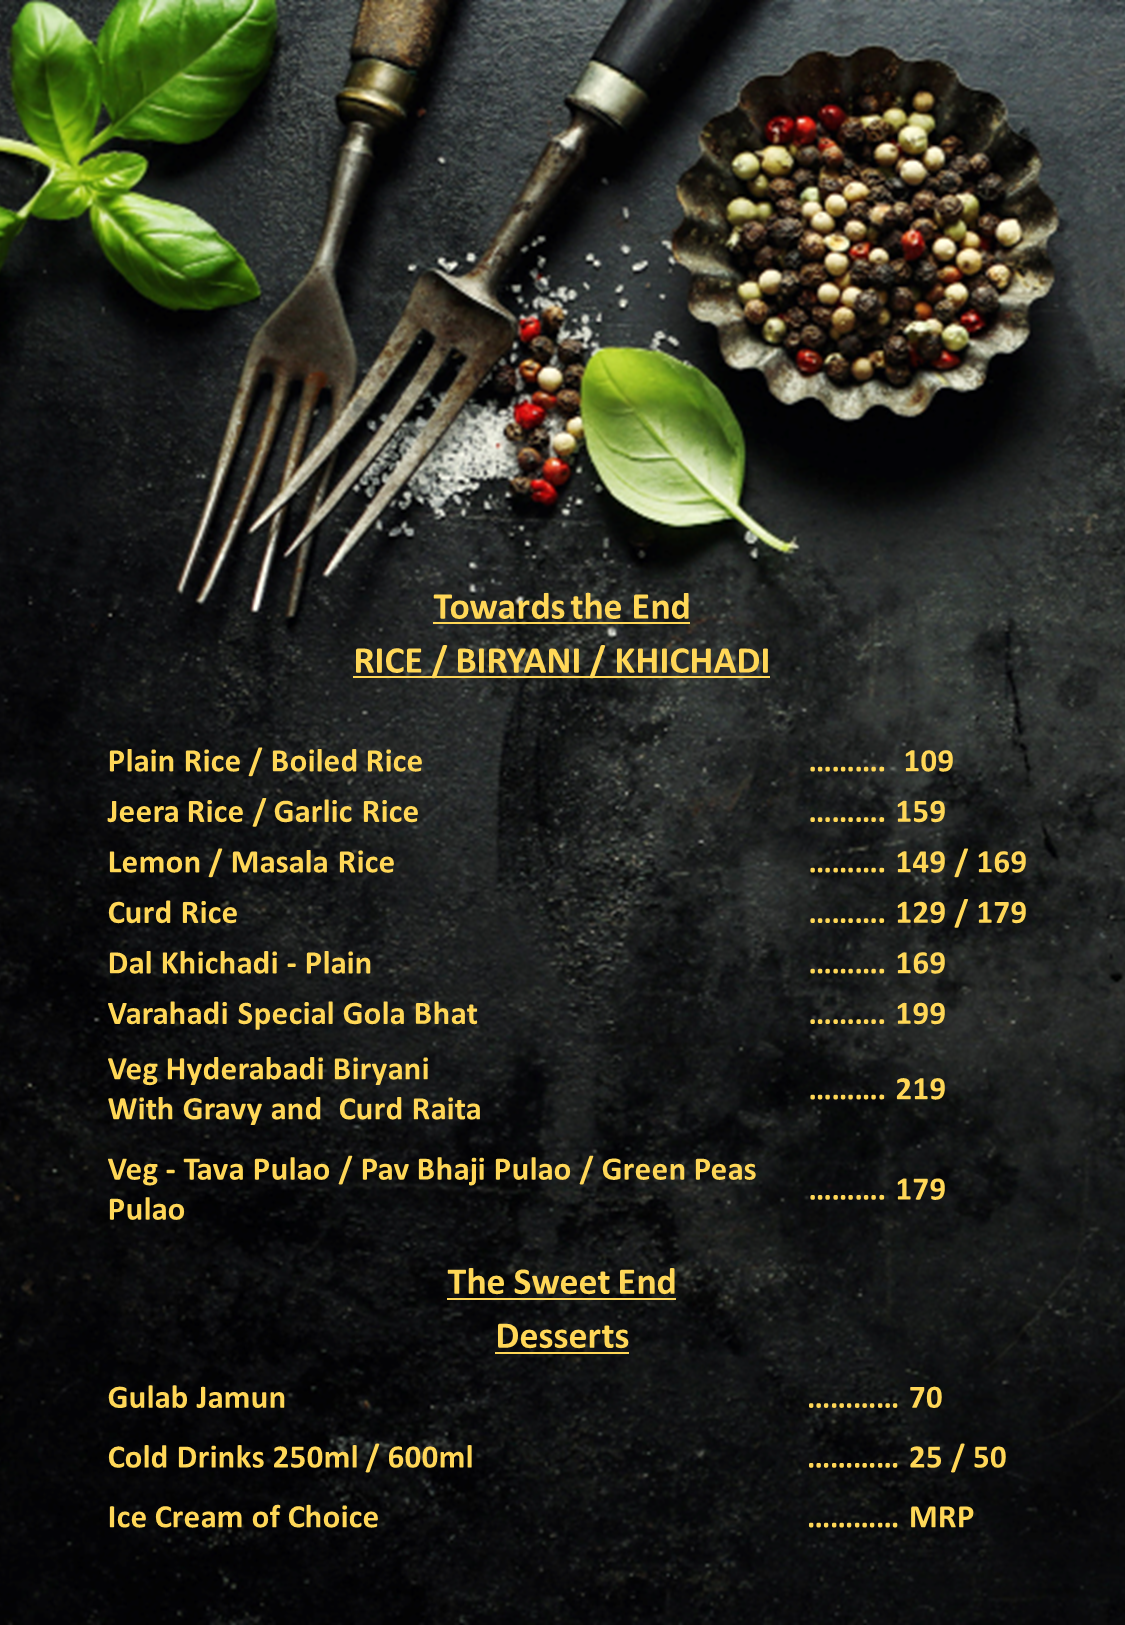 Towards the End
RICE / BIRYANI / KHICHADI
Plain Rice / Boiled Rice ………. 109
Jeera Rice / Garlic Rice ………. 159
Lemon / Masala Rice ………. 149 / 169
Curd Rice ………. 129 / 179
Dal Khichadi - Plain ………. 169
Varahadi Special Gola Bhat ………. 199
Veg Hyderabadi Biryani
With Gravy and Curd Raita ………. 219
Veg - Tava Pulao / Pav Bhaji Pulao / Green Peas
Pulao ………. 179
The Sweet End
Desserts
Gulab Jamun ………… 70
Cold Drinks 250ml / 600ml ………… 25 / 50
Ice Cream of Choice ………… MRP